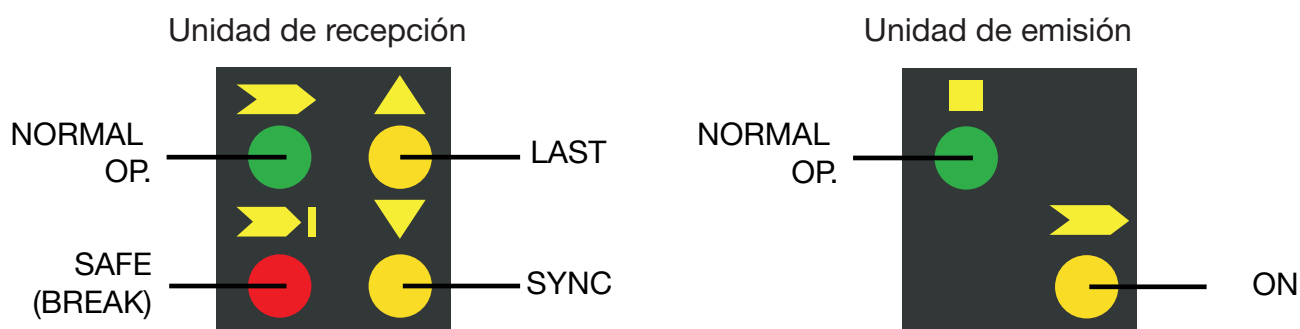 Unidad de recepción
NORMAL
OP.
LAST
SAFE
(BREAK)
SYNC
Unidad de emisión
NORMAL
OP.
ON